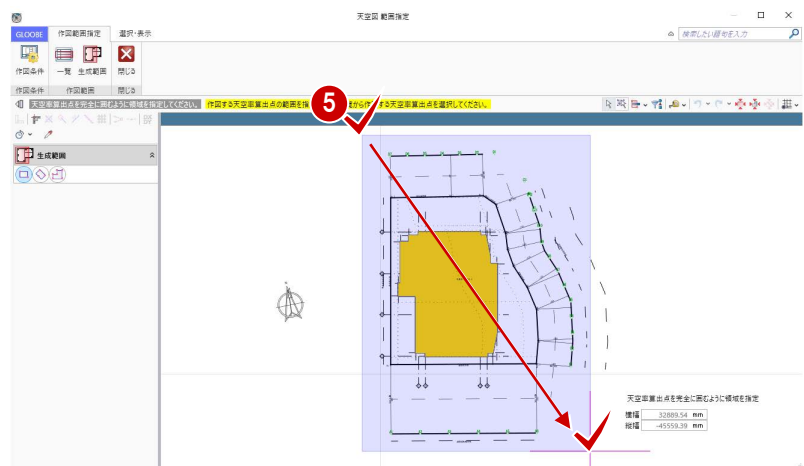 天空図 範囲指定
GLOOBE 作図範囲指定 選択･表示 検索したい語句を入力
作図条件 一覧 生成範囲 閉じる
作図条件 作図範囲 閉じる
天空率算出点を完全に囲むように領域を指定してください。 作図する天空率算出点の範囲を指 する天空率算出点を選択してください。
5
生成範囲
天空率算出点を完全に囲むように領域を指定
横幅 32889.54 mm
縦幅 -45559.39 mm